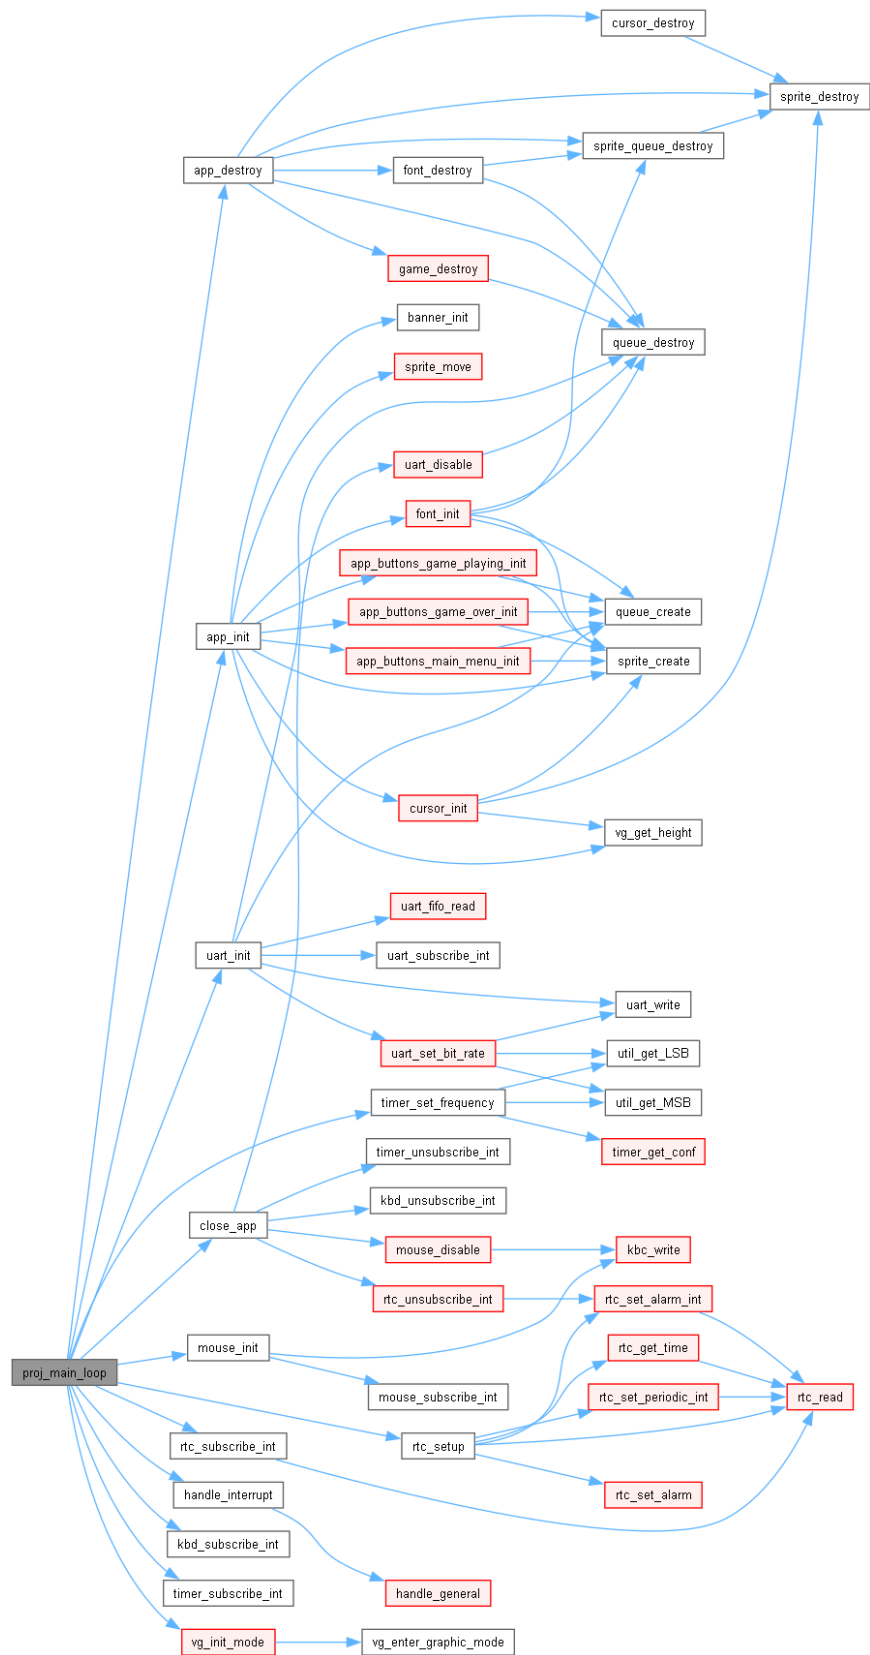 cursor_destroy
sprite_destroy
sprite_queue_destroy
app_destroy
font_destroy
game_destroy
banner_init
queue_destroy
sprite_move
uart_disable
font_init
app_buttons_game_playing_init
app_buttons_game_over_init
queue_create
app_init
app_buttons_main_menu_init
sprite_create
cursor_init
vg_get_height
uart_fifo_read
uart_init
uart_subscribe_int
uart_write
uart_set_bit_rate
util_get_LSB
timer_set_frequency
util_get_MSB
timer_unsubscribe_int
timer_get_conf
kbd_unsubscribe_int
close_app
mouse_disable
kbc_write
rtc_unsubscribe_int
rtc_set_alarm_int
mouse_init
rtc_get_time
proj_main_loop
mouse_subscribe_int
rtc_set_periodic_int
rtc_read
rtc_subscribe_int
rtc_setup
handle_interrupt
rtc_set_alarm
kbd_subscribe_int
timer_subscribe_int
handle_general
vg_init_mode
vg_enter_graphic_mode